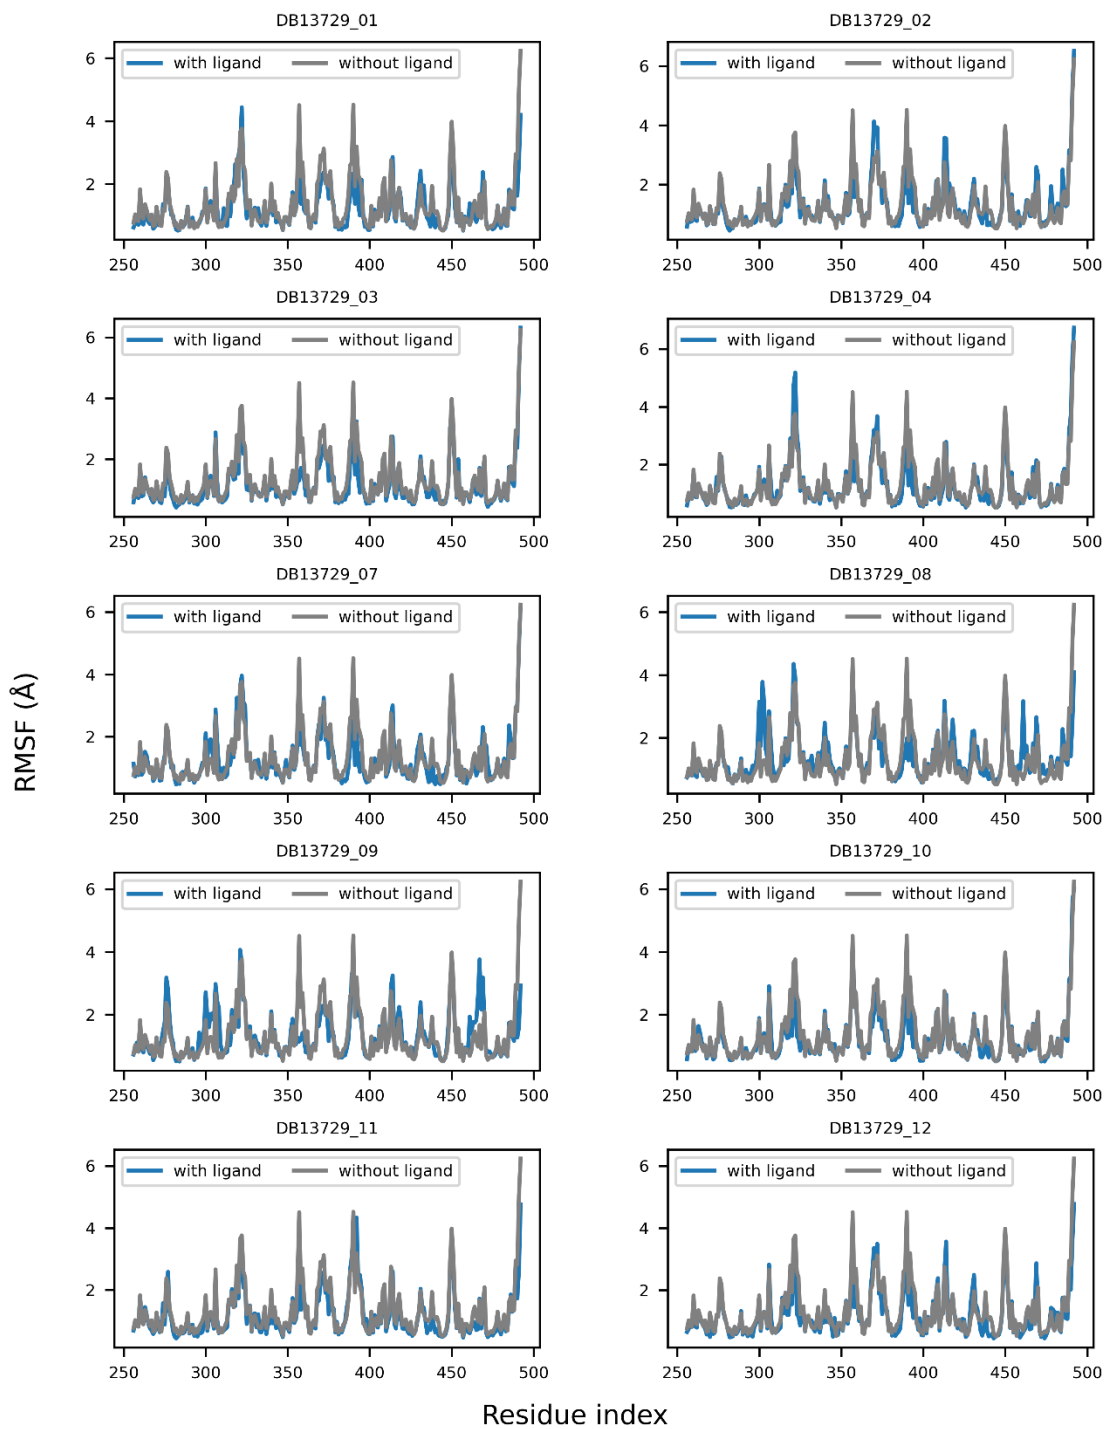 DB13729_01
DB13729_02
with ligand without ligand
with ligand without ligand
6
4
2
6
4
2
250 300 350 400 450 500
250 300 350 400 450 500
DB13729_03
DB13729_04
with ligand without ligand
with ligand without ligand
6
4
2
6
4
2
250 300 350 400 450 500
250 300 350 400 450 500
DB13729_07
DB13729_08
with ligand without ligand
with ligand without ligand
6
4
2
6
4
2
250 300 350 400 450 500
250 300 350 400 450 500
RMSF (Å)
DB13729_09
DB13729_10
with ligand without ligand
with ligand without ligand
6
4
2
6
4
2
250 300 350 400 450 500
250 300 350 400 450 500
DB13729_11
DB13729_12
with ligand without ligand
with ligand without ligand
6
4
2
6
4
2
250 300 350 400 450 500
250 300 350 400 450 500
Residue index